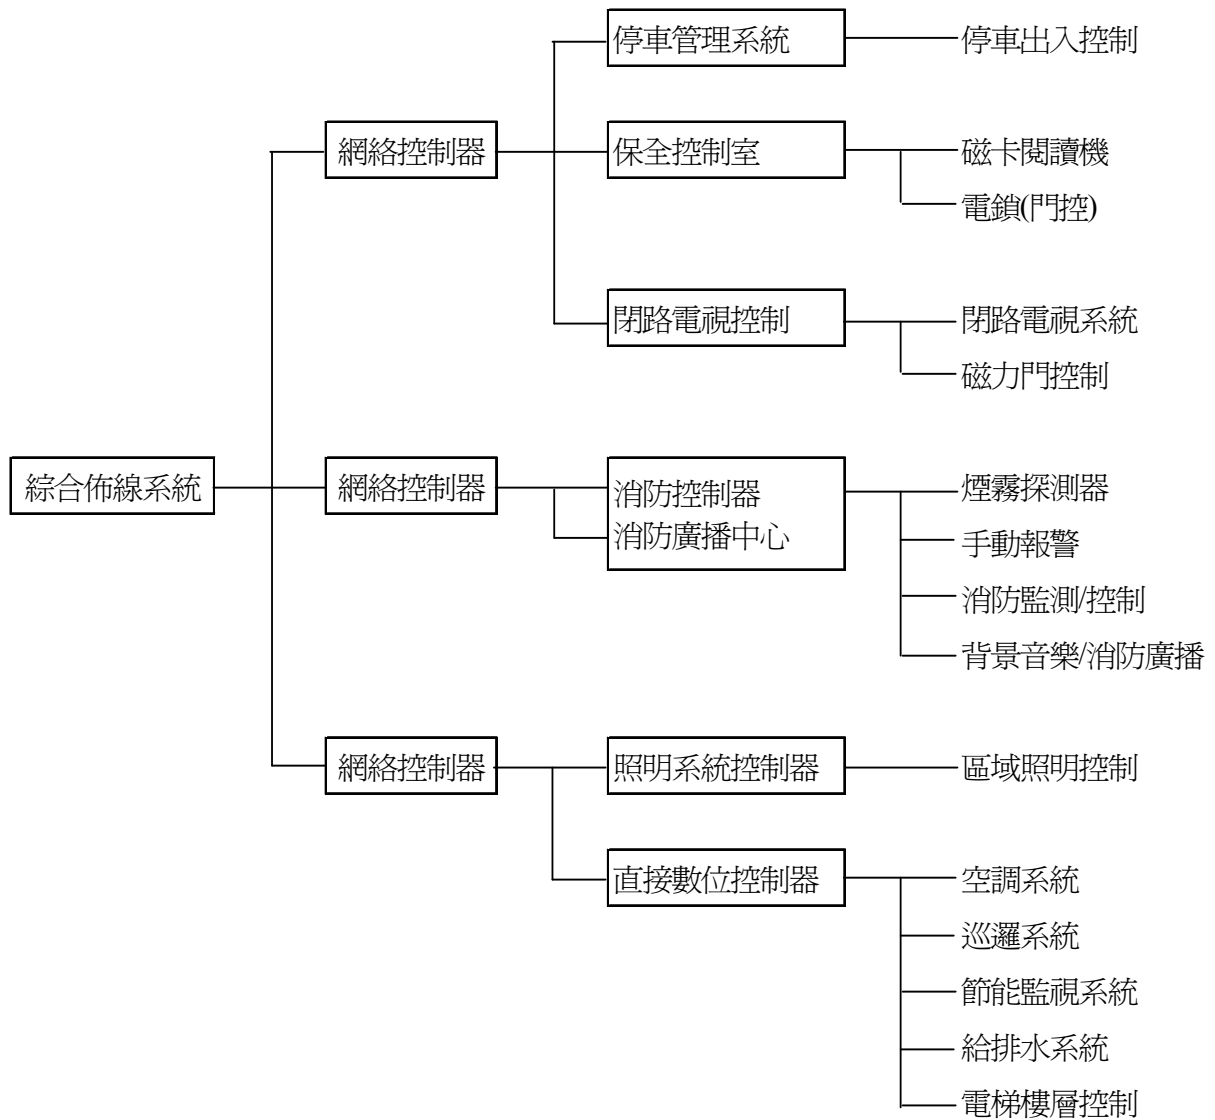 停車管理系統
停車出入控制
網絡控制器
保全控制室
磁卡閱讀機
電鎖(門控)
閉路電視控制
閉路電視系統
磁力門控制
綜合佈線系統
網絡控制器
消防控制器
消防廣播中心
煙霧探測器
手動報警
消防監測/控制
背景音樂/消防廣播
網絡控制器
照明系統控制器
區域照明控制
直接數位控制器
空調系統
巡邏系統
節能監視系統
給排水系統
電梯樓層控制